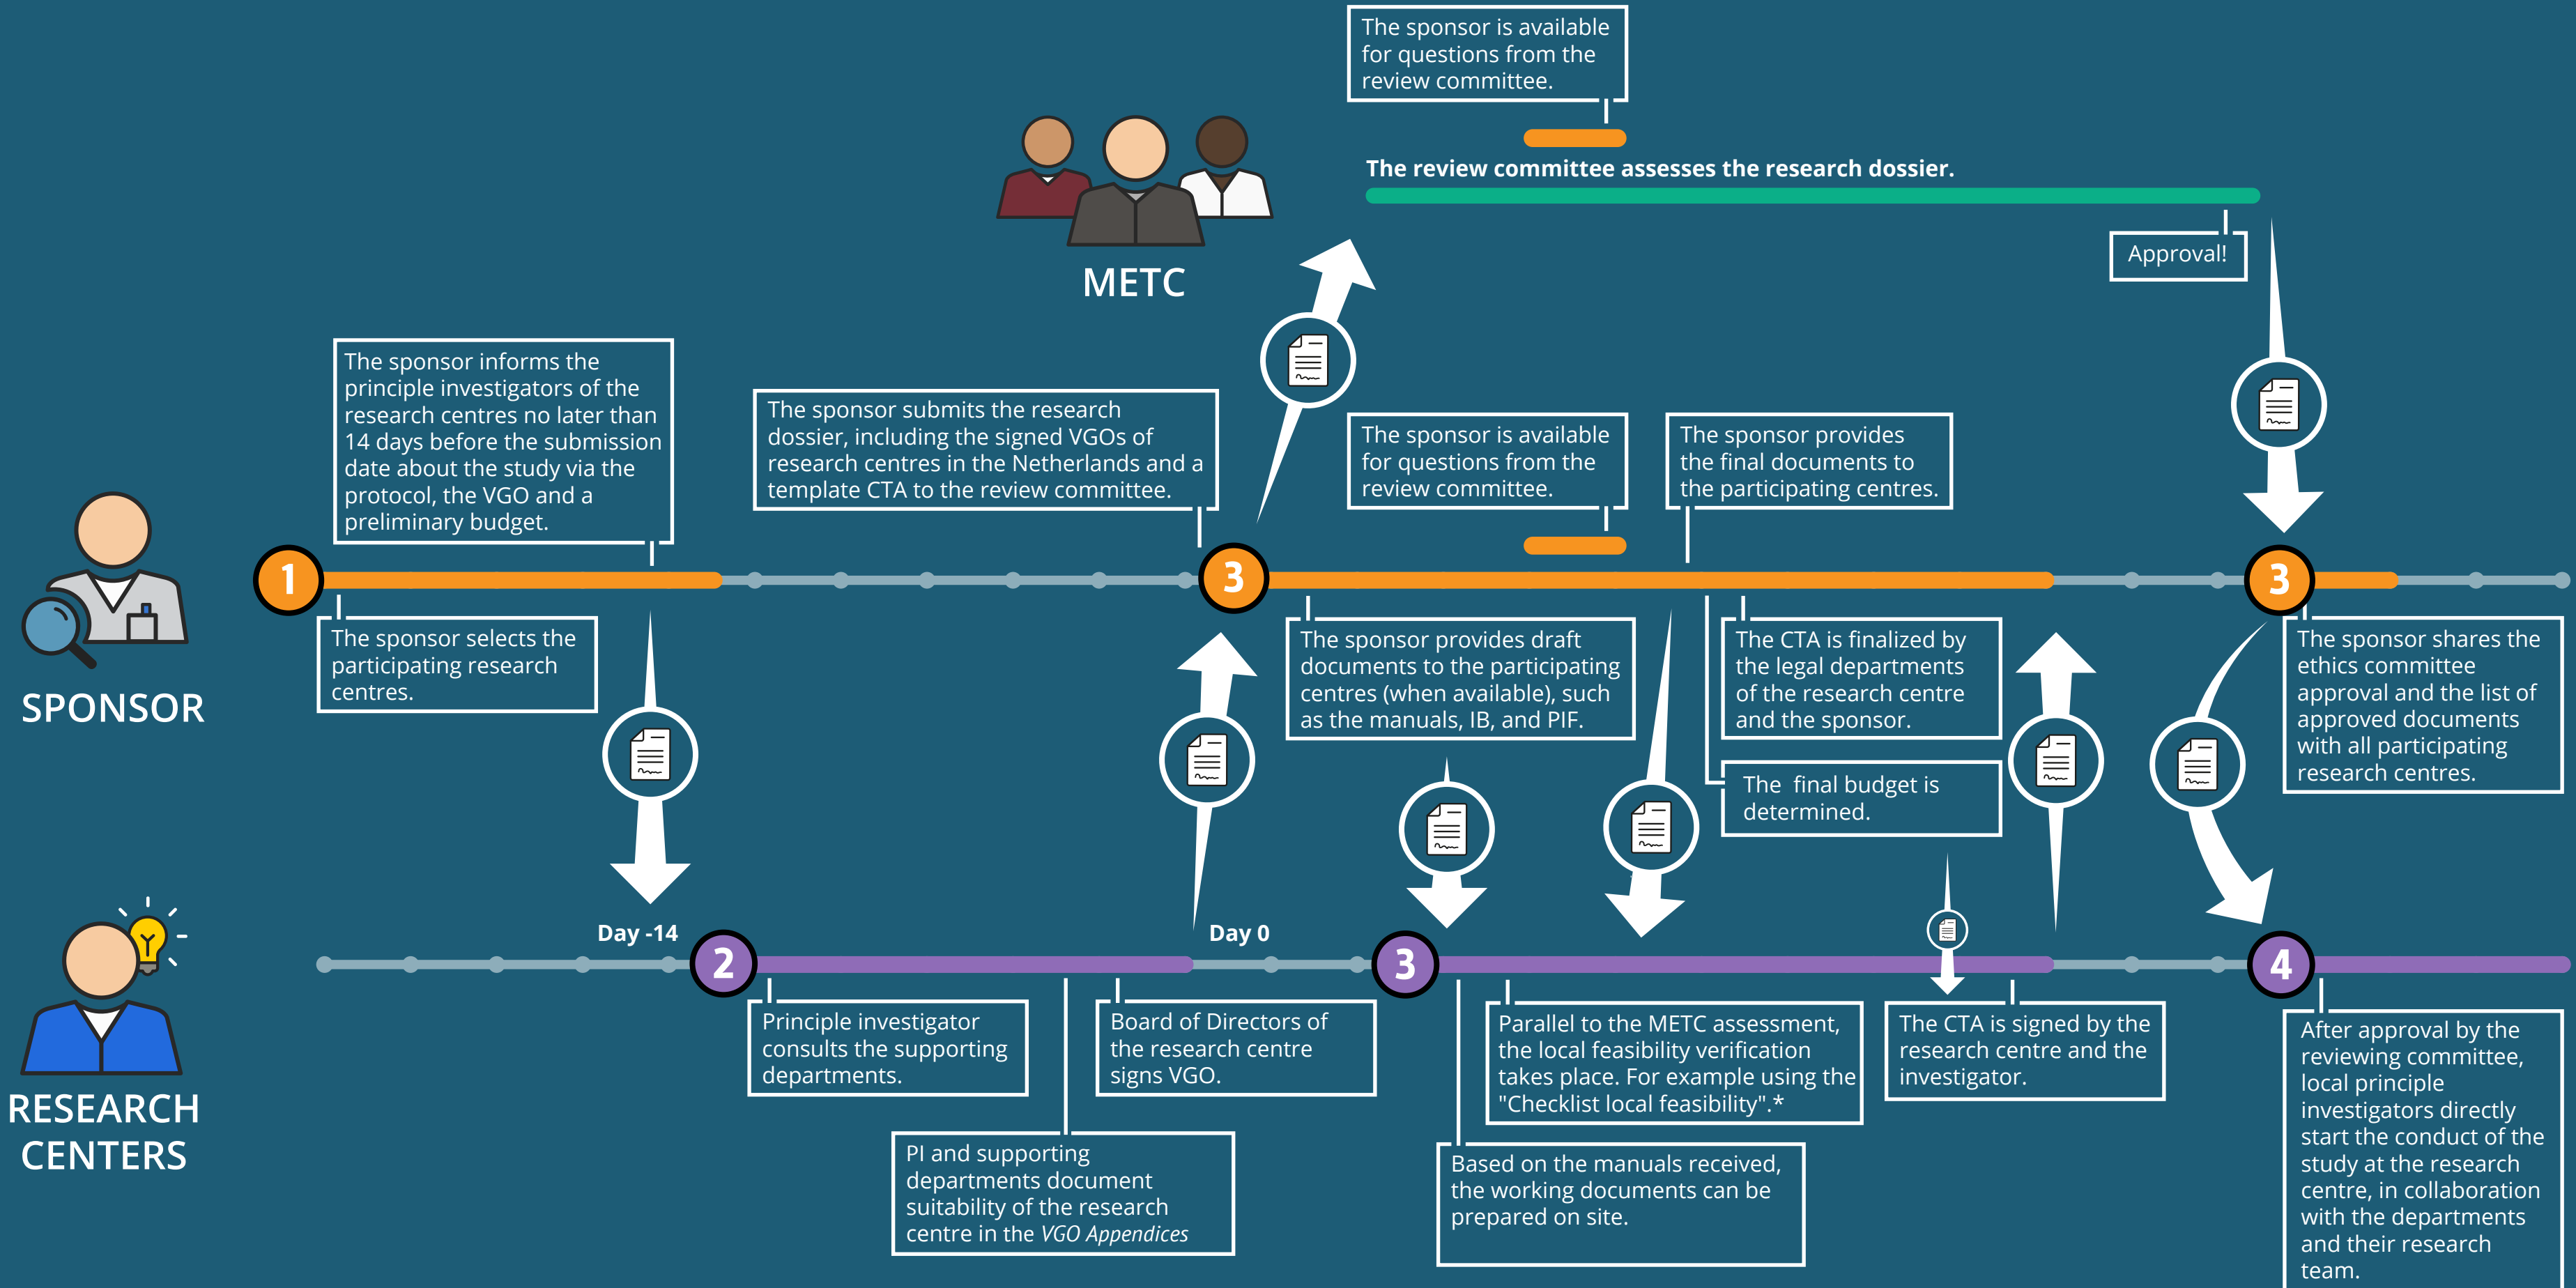 The sponsor is available
for questions from the
review committee.
The review committee assesses the research dossier.
METC
Approval!
The sponsor informs the
principle investigators of the
research centres no later than
14 days before the submission
date about the study via the
protocol, the VGO and a
preliminary budget.
The sponsor submits the research
dossier, including the signed VGOs of
research centres in the Netherlands and a
template CTA to the review committee.
The sponsor is available
for questions from the
review committee.
The sponsor provides
the final documents to
the participating centres.
1
3
3
SPONSOR
The sponsor selects the
participating research
centres.
The sponsor provides draft
documents to the participating
centres (when available), such
as the manuals, IB, and PIF.
The CTA is finalized by
the legal departments
of the research centre
and the sponsor.
The final budget is
determined.
The sponsor shares the
ethics committee
approval and the list of
approved documents
with all participating
research centres.
Day -14
Day 0
2
3
4
RESEARCH
CENTERS
Principle investigator
consults the supporting
departments.
PI and supporting
departments document
suitability of the research
centre in the VGO Appendices
Board of Directors of
the research centre
signs VGO.
Parallel to the METC assessment,
the local feasibility verification
takes place. For example using the
"Checklist local feasibility".*
Based on the manuals received,
the working documents can be
prepared on site.
The CTA is signed by the
research centre and the
investigator.
After approval by the
reviewing committee,
local principle
investigators directly
start the conduct of the
study at the research
centre, in collaboration
with the departments
and their research
team.